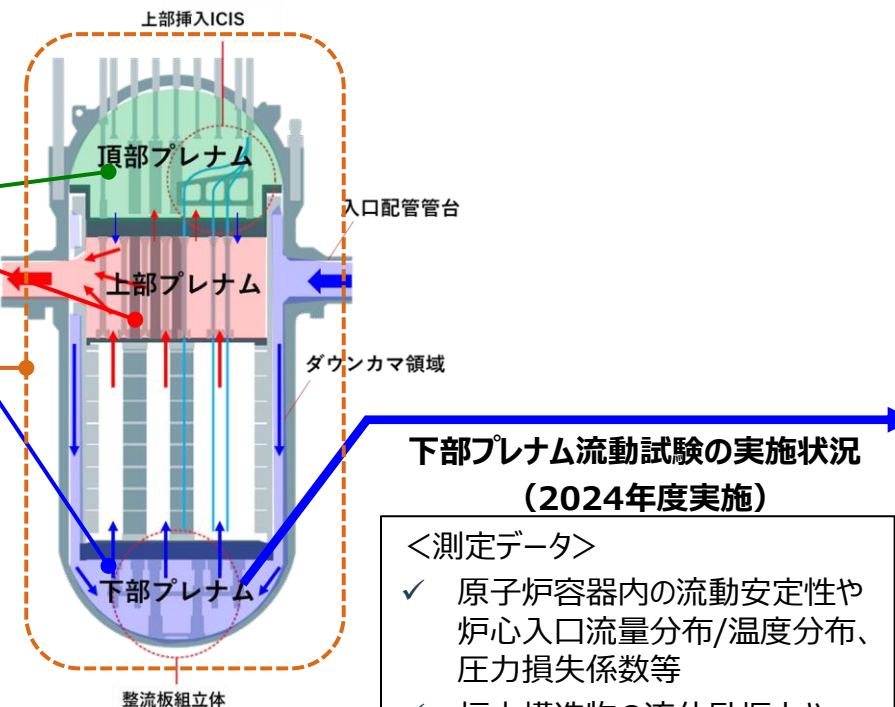 上部挿入ICIS
頂部プレナム
入口配管管台
上部プレナム
ダウンカマ領域
下部プレナム流動試験の実施状況
（2024年度実施）
＜測定データ＞
✓ 原子炉容器内の流動安定性や
炉心入口流量分布/温度分布、
圧力損失係数等
下部プレナム
整流板組立体